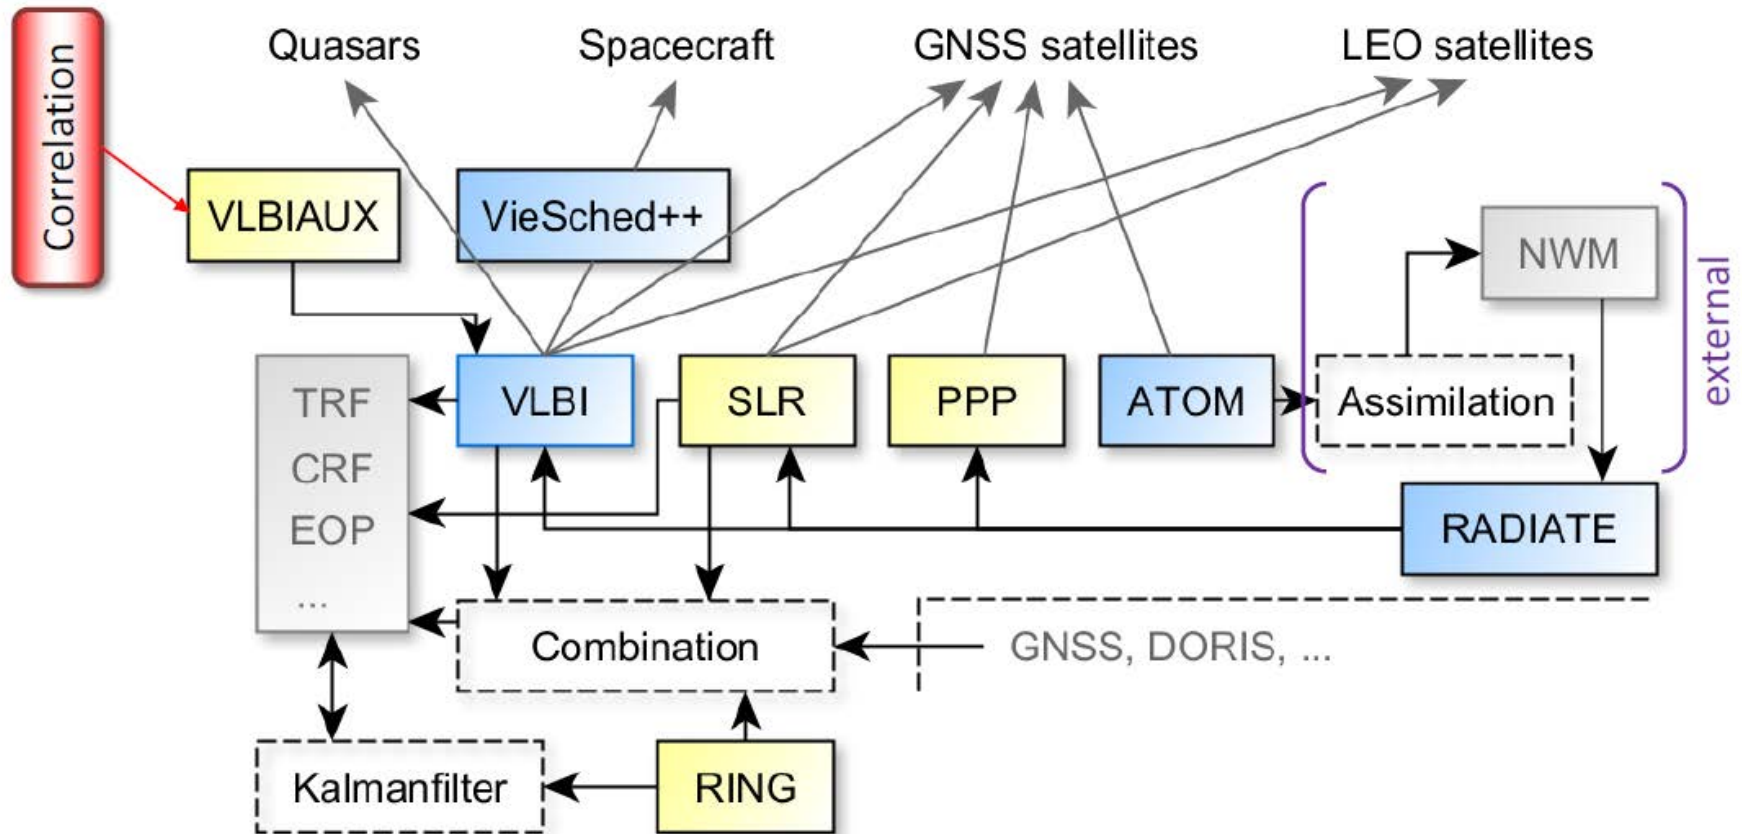 Correlation
Quasars
Spacecraft
GNSS satellites
LEO satellites
VLBIAUX
VieSched++
NWM
external
TRF
CRF
EOP
...
VLBI
SLR
PPP
ATOM
Assimilation
RADIATE
Combination
GNSS, DORIS, ...
Kalmanfilter
RING